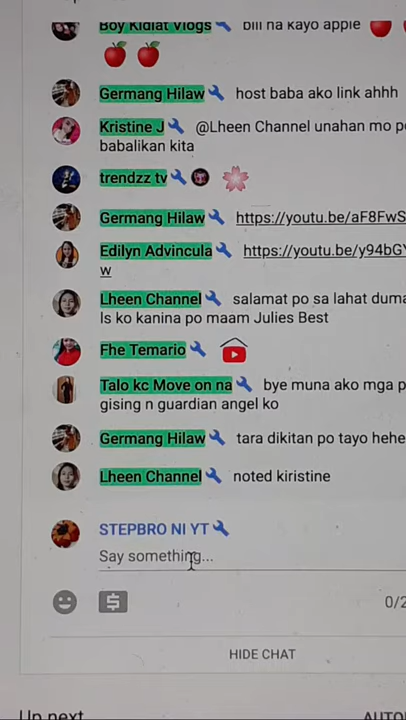 Boy Kidlat Vlogs bili na kayo apple
Germang Hilaw host baba ako link ahhh
Kristine J @Lheen Channel unahan mo
babalikan kita
trendzz tv
Germang Hilaw https://youtu.be/aF8FwS
Edilyn Advincula https://youtu.be/y94bG
w
Lheen Channel salamat po sa lahat
ls ko kanina po maam Julies Best
Fhe Temario
Talo kc Move on na bye muna ako mga
gising n guardian angel ko
Germang Hilaw tara dikitan po tayo hehe
Lheen Channel noted kiristine
STEPBRO NI YT
Say something...
0/2
HIDE CHAT
Up next